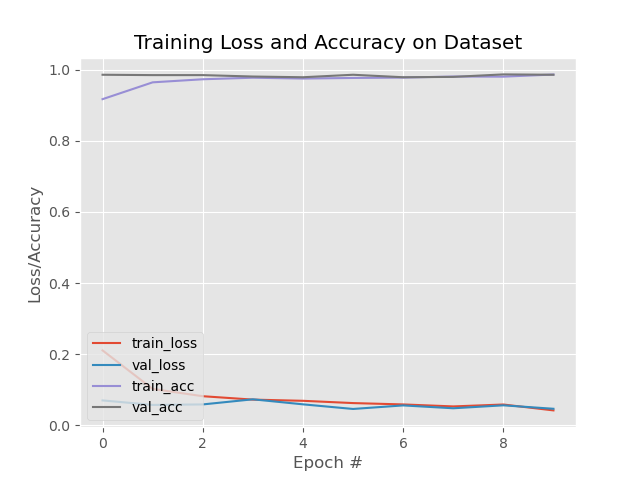 Training Loss and Accuracy on Dataset
1.0
0.8
0.6
0.4
0.2
0.0
Loss/Accuracy
train_loss
val_loss
train_acc
val_acc
0 2 4 6 8
Epoch #